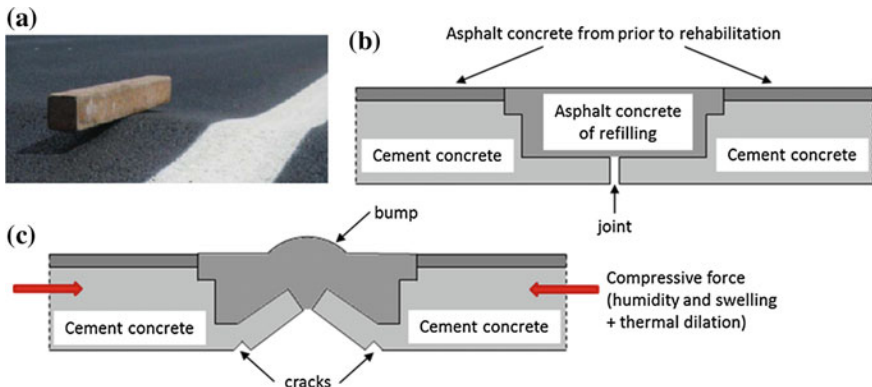 (a)
(b)
Asphalt concrete from prior to rehabilitation
Asphalt concrete
of refilling
Cement concrete
Cement concrete
joint
(c)
bump
Compressive force
(humidity and swelling
+ thermal dilation)
Cement concrete
Cement concrete
cracks